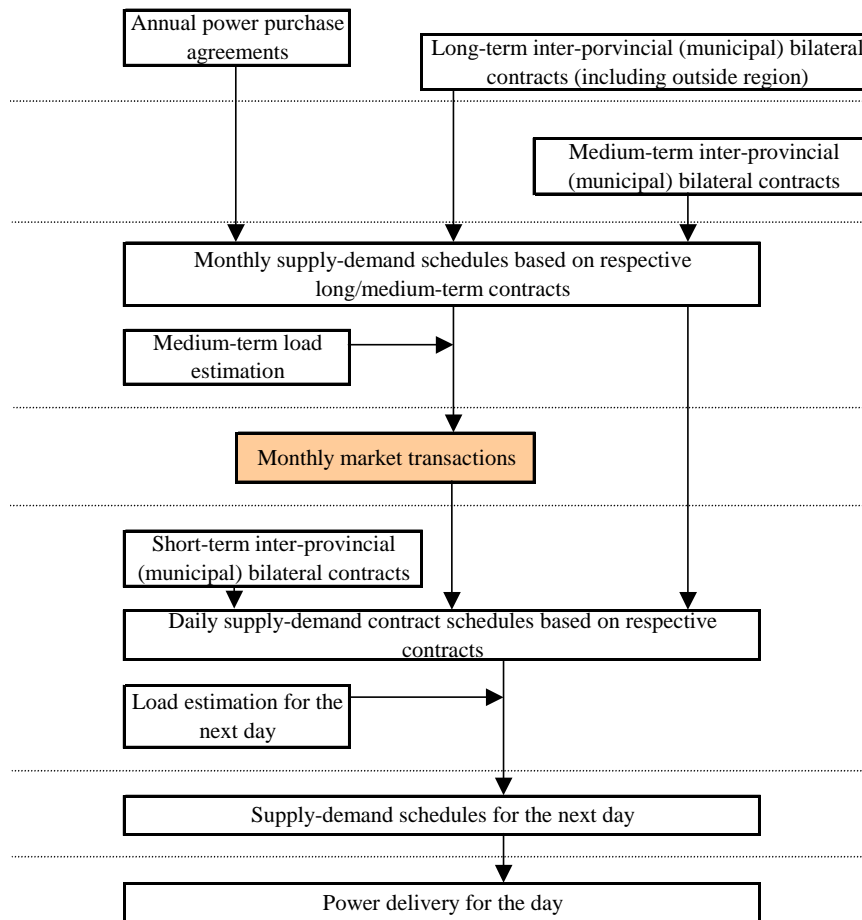 Annual power purchase
agreements
Long-term inter-porvincial (municipal) bilateral
contracts (including outside region)
Medium-term inter-provincial
(municipal) bilateral contracts
Monthly supply-demand schedules based on respective
long/medium-term contracts
Medium-term load
estimation
Monthly market transactions
Short-term inter-provincial
(municipal) bilateral contracts
Daily supply-demand contract schedules based on respective
contracts
Load estimation for the
next day
Supply-demand schedules for the next day
Power delivery for the day